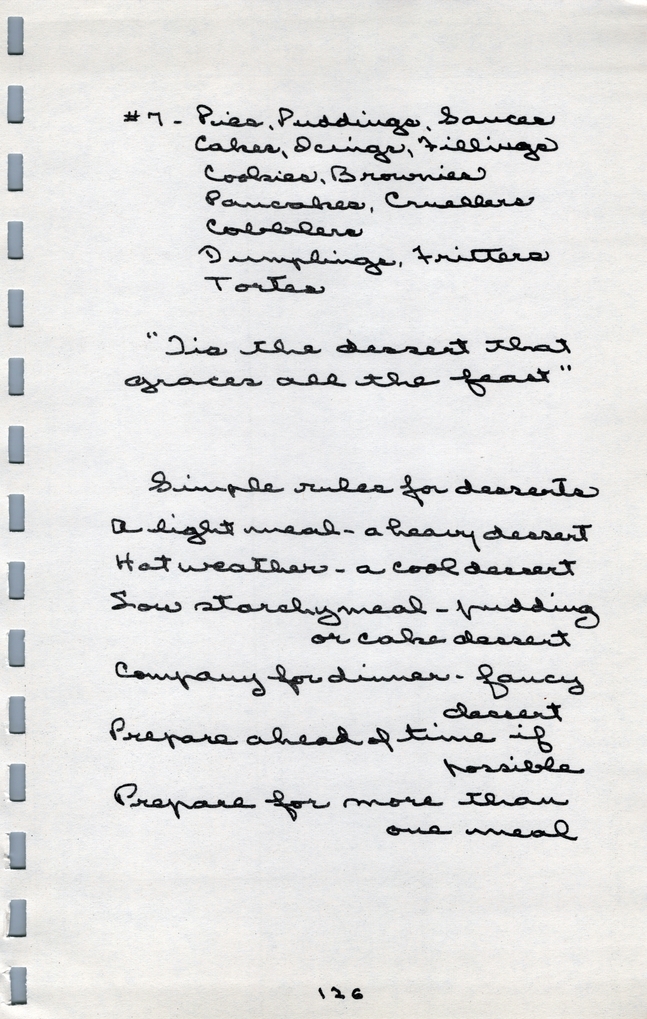 #7 - Pies, Puddings, Sauces
Cakes, Icings, Fillings
Cookies, Brownies
Pancakes, Cruellers
Cobblers
Dumplings, Fritters
Tortes
"Tis the dessert that
graces all the feast"
Simple rules for desserts
A light meal - a heavy dessert
Hot weather - a cool dessert
Low starchy meal - pudding
or cake dessert
Company for dinner - fancy
dessert
Prepare ahead of time if
possible
Prepare for more than
one meal
126